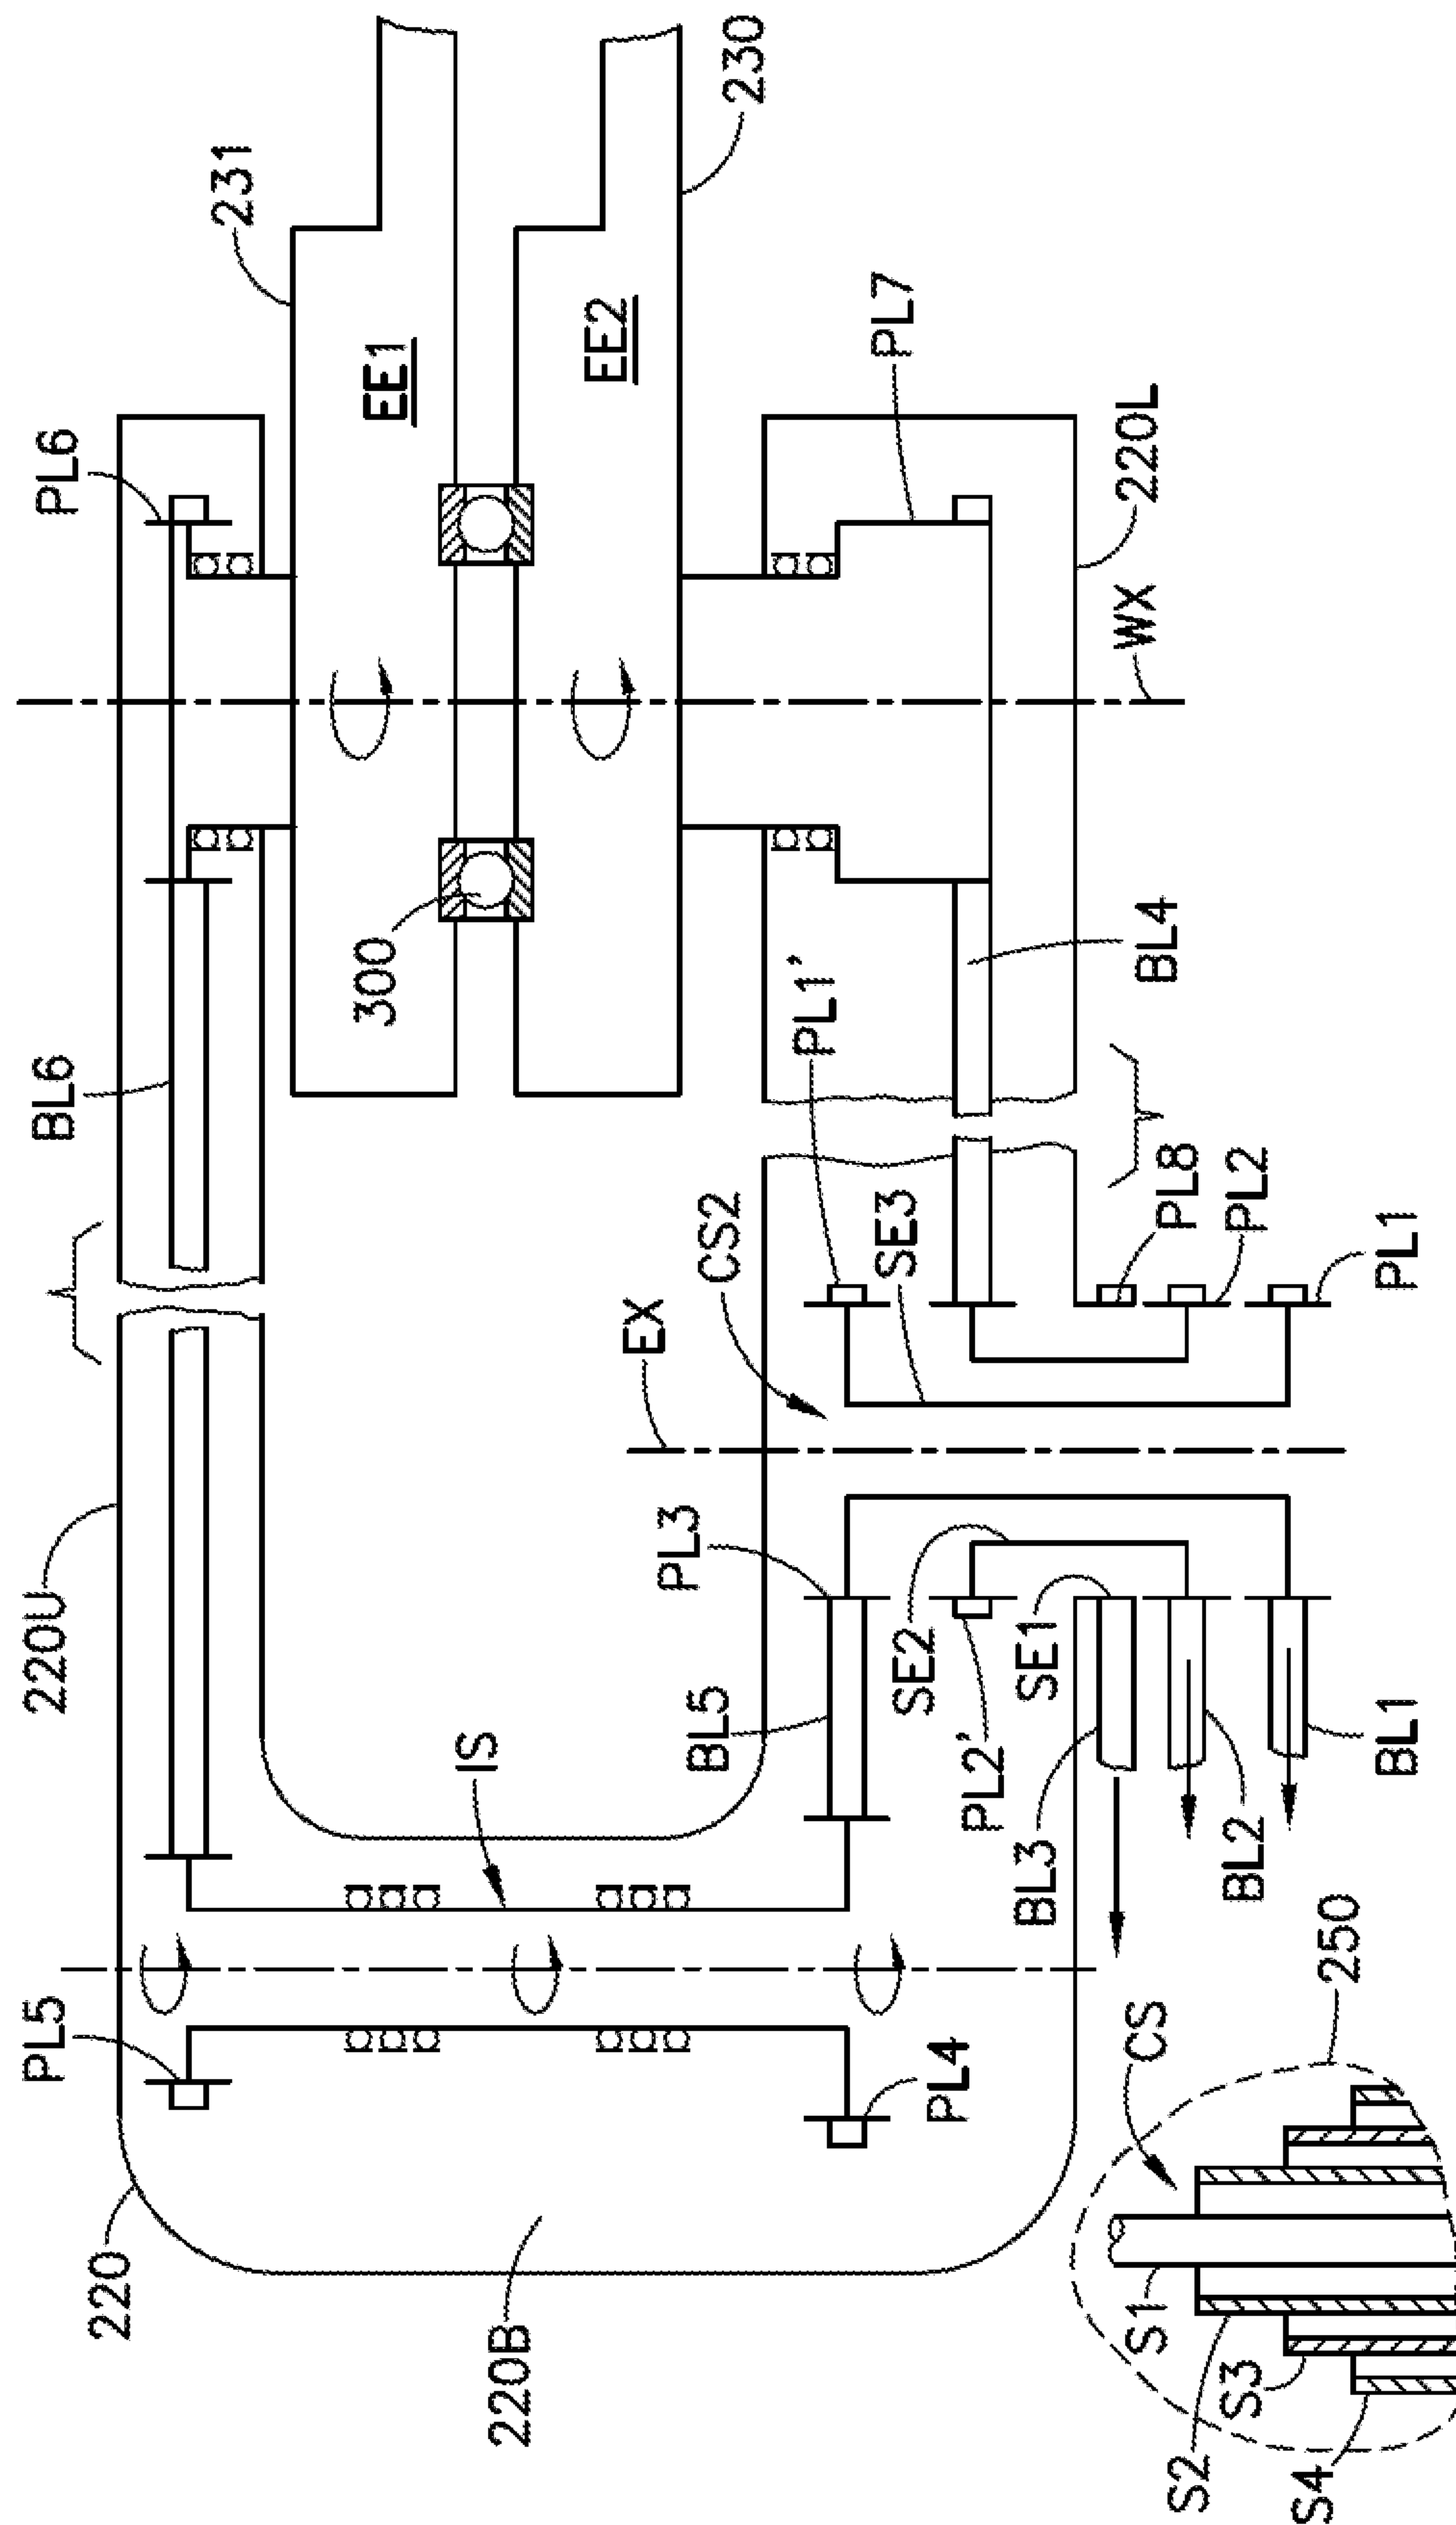 230
231
EE1
EE2
PL7
PL6
220L
WX
300
BL4
PL1'
BL6
PL8
PL2
PL1
CS2
SE3
EX
PL3
220U
BL5
SE2
SE1
IS
PL2'
BL3
BL2
BL1
250
CS
PL5
PL4
220
220B
S1
S2
S3
S4